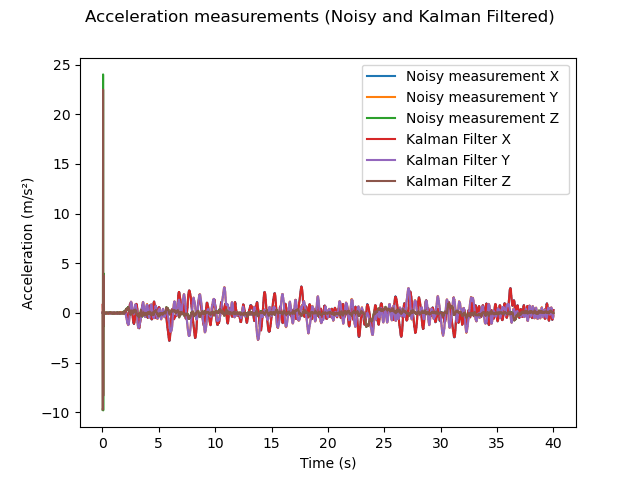 Acceleration measurements (Noisy and Kalman Filtered)
25
20
15
10
5
0
−5
−10
Acceleration (m/s²)
Noisy measurement X
Noisy measurement Y
Noisy measurement Z
Kalman Filter X
Kalman Filter Y
Kalman Filter Z
0 5 10 15 20 25 30 35 40
Time (s)